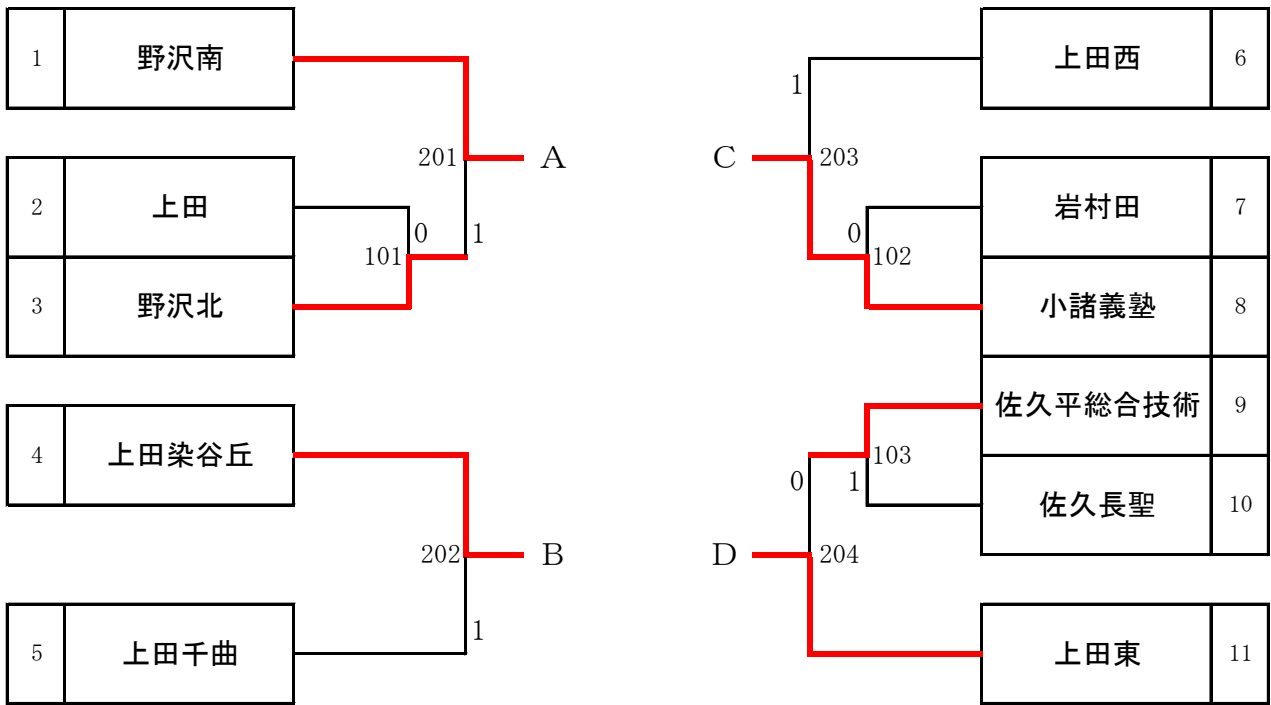 1 野沢南
2 上田
3 野沢北
4 上田染谷丘
5 上田千曲
201
A
0
1
101
202
B
1
上田西 6
岩村田 7
小諸義塾 8
佐久平総合技術 9
佐久長聖 10
上田東 11
1
C
203
0
102
103
0
1
D
204